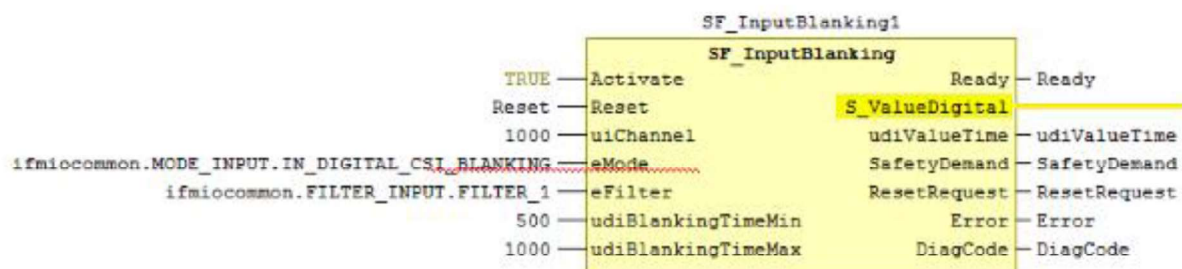 SF_InputBlanking1
SF_InputBlanking
TRUE Activate Ready Ready
Reset Reset S_ValueDigital
1000 uiChannel udiValueTime udiValueTime
ifmiocommon.MODE_INPUT.IN_DIGITAL_CSI_BLANKING eMode SafetyDemand SafetyDemand
ifmiocommon.FILTER_INPUT.FILTER_1 eFilter ResetRequest ResetRequest
500 udiBlankingTimeMin Error Error
1000 udiBlankingTimeMax DiagCode DiagCode